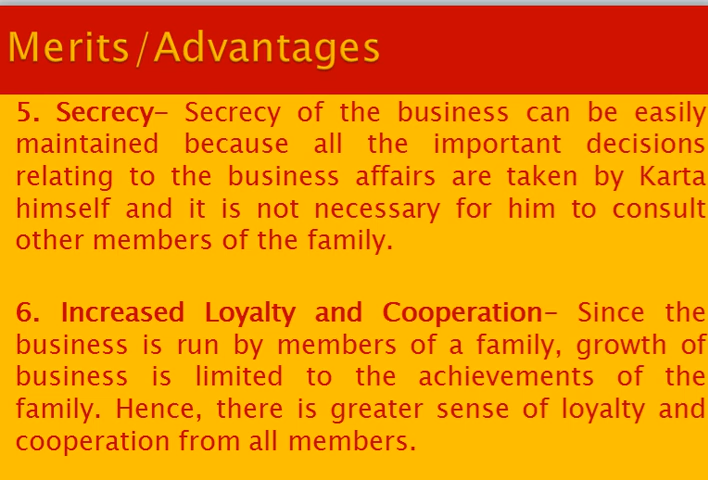 Merits/Advantages
5. Secrecy– Secrecy of the business can be easily
maintained because all the important decisions
relating to the business affairs are taken by Karta
himself and it is not necessary for him to consult
other members of the family.
6. Increased Loyalty and Cooperation– Since the
business is run by members of a family, growth of
business is limited to the achievements of the
family. Hence, there is greater sense of loyalty and
cooperation from all members.